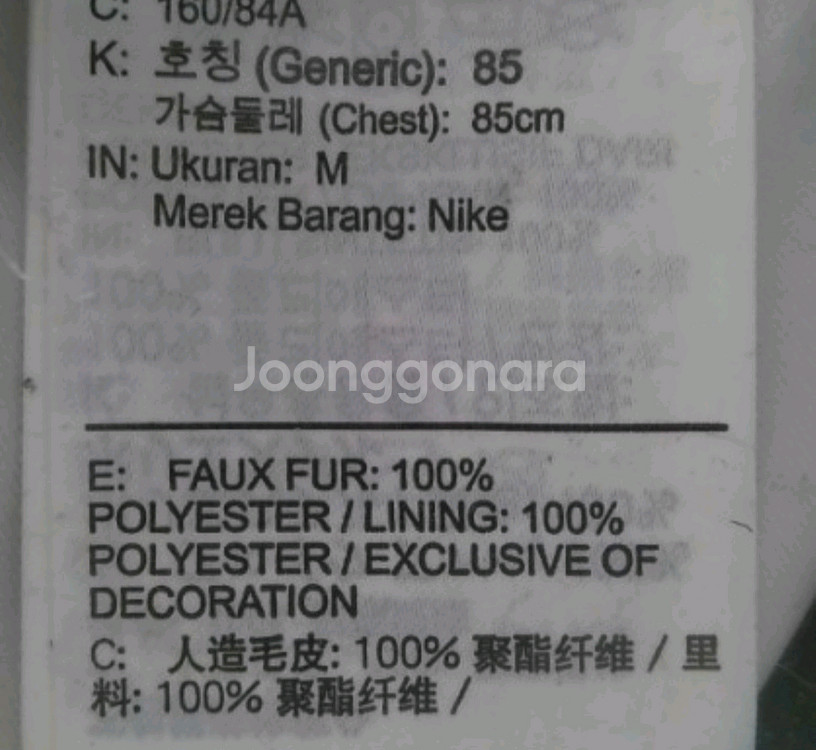 C: 160/84A
K: 호칭 (Generic): 85
가슴둘레 (Chest): 85cm
IN: Ukuran: M
Merek Barang: Nike
Joonggonara
E: FAUX FUR: 100%
POLYESTER / LINING: 100%
POLYESTER / EXCLUSIVE OF
DECORATION
C: 人造毛皮: 100% 聚酯纤维 / 里
料: 100% 聚酯纤维 /